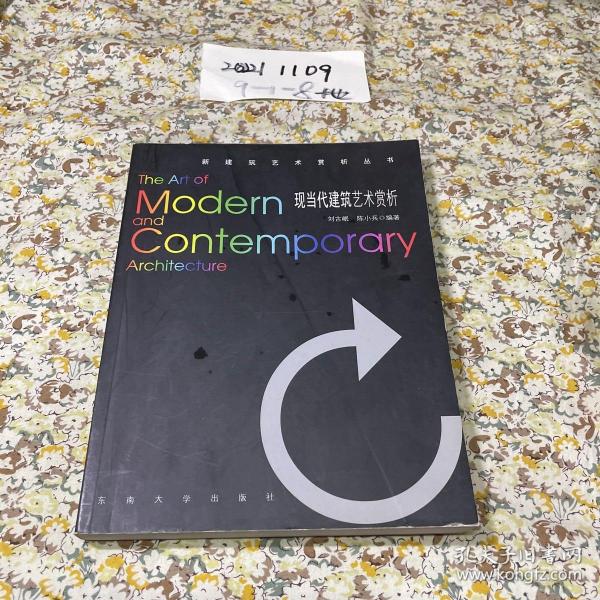 1109
新建筑艺术赏析丛书
The Art of
Modern
and
Contemporary
Architecture
现当代建筑艺术赏析
刘古岷 陈小兵◎编著
东南大学出版社
孔夫子旧书网
www.kongfz.com